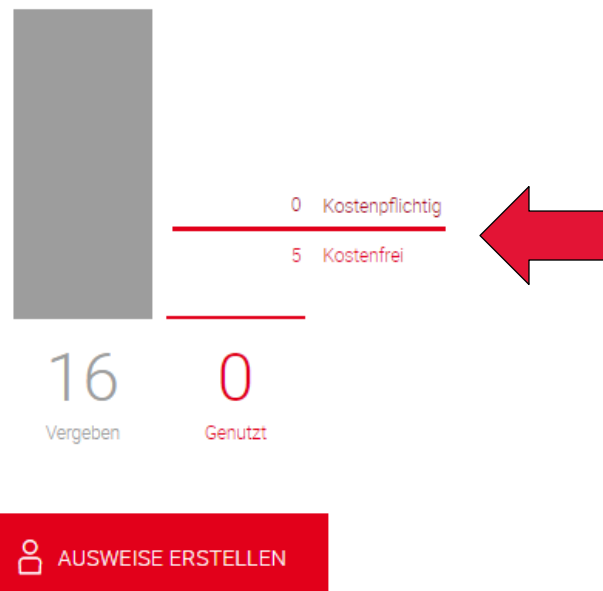 0 Kostenpflichtig
5 Kostenfrei
16 0
Vergeben Genutzt
AUSWEISE ERSTELLEN